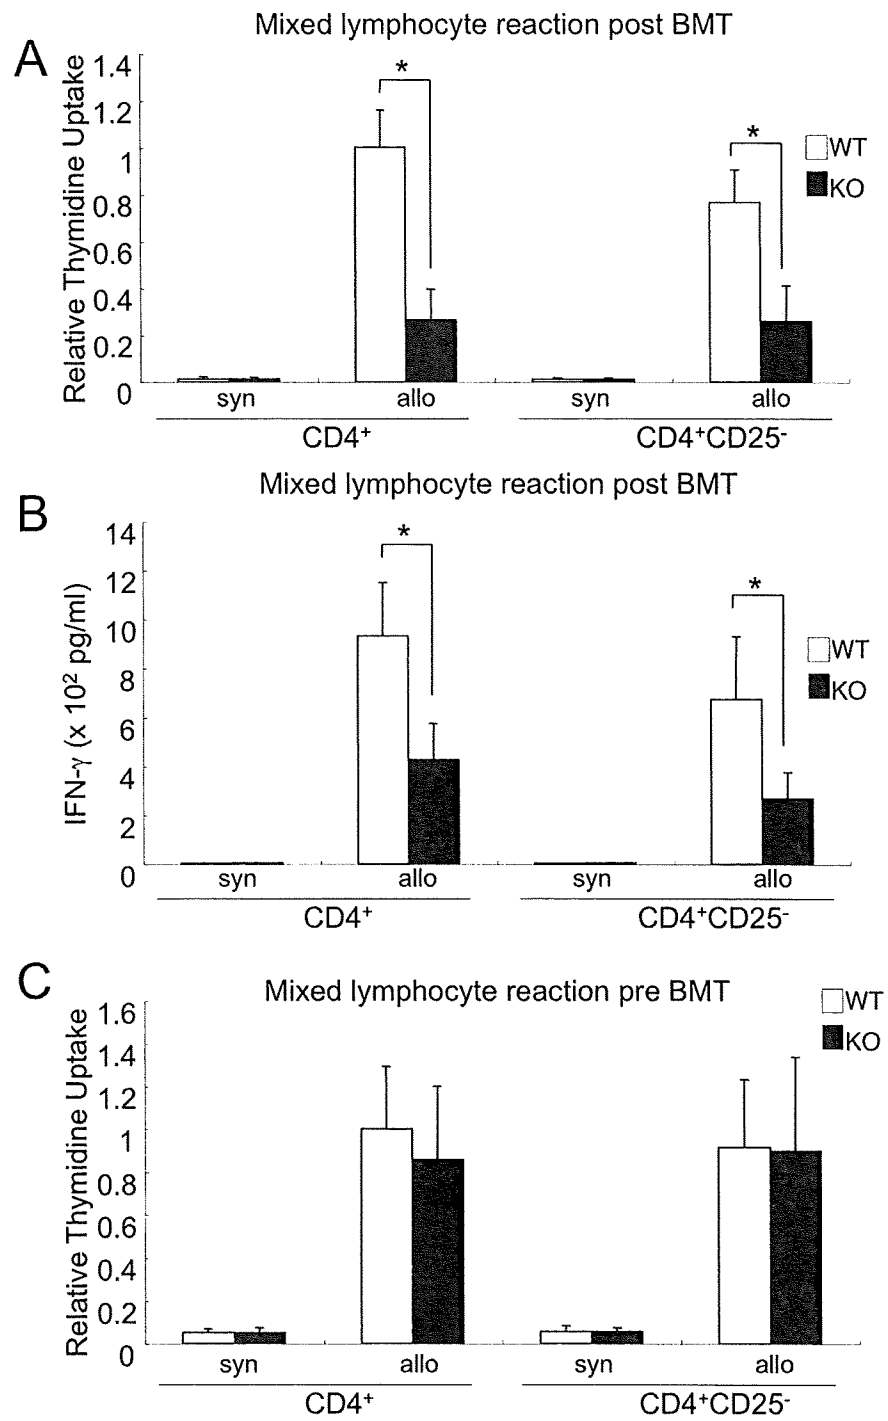 Mixed lymphocyte reaction post BMT
A
Relative Thymidine Uptake
1.4
1.2
1
0.8
0.6
0.4
0.2
0
*
*
WT
KO
syn allo syn allo
CD4⁺ CD4⁺CD25⁻
Mixed lymphocyte reaction post BMT
B
IFN-γ (x 10² pg/ml)
14
12
10
8
6
4
2
0
*
*
WT
KO
syn allo syn allo
CD4⁺ CD4⁺CD25⁻
C
Mixed lymphocyte reaction pre BMT
Relative Thymidine Uptake
1.6
1.4
1.2
1
0.8
0.6
0.4
0.2
0
WT
KO
syn allo syn allo
CD4⁺ CD4⁺CD25⁻